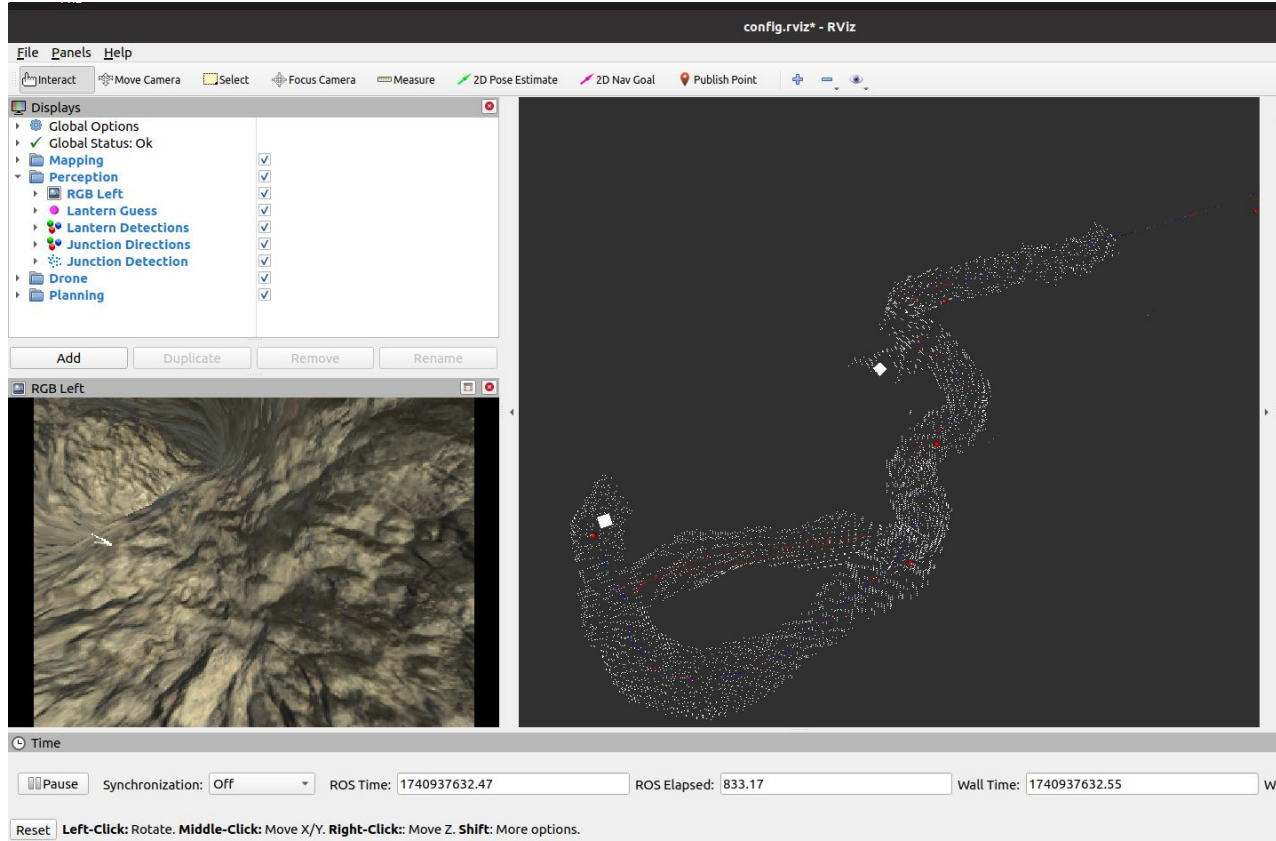 config.rviz* - RViz
File Panels Help
Interact Move Camera Select Focus Camera Measure 2D Pose Estimate 2D Nav Goal Publish Point
Displays
Global Options
Global Status: Ok
Mapping
Perception
RGB Left
Lantern Guess
Lantern Detections
Junction Directions
Junction Detection
Drone
Planning
Add Duplicate Remove Rename
RGB Left
Time
Pause Synchronization: Off ROS Time: 1740937632.47 ROS Elapsed: 833.17 Wall Time: 1740937632.55 W
Reset Left-Click: Rotate. Middle-Click: Move X/Y. Right-Click:: Move Z. Shift: More options.